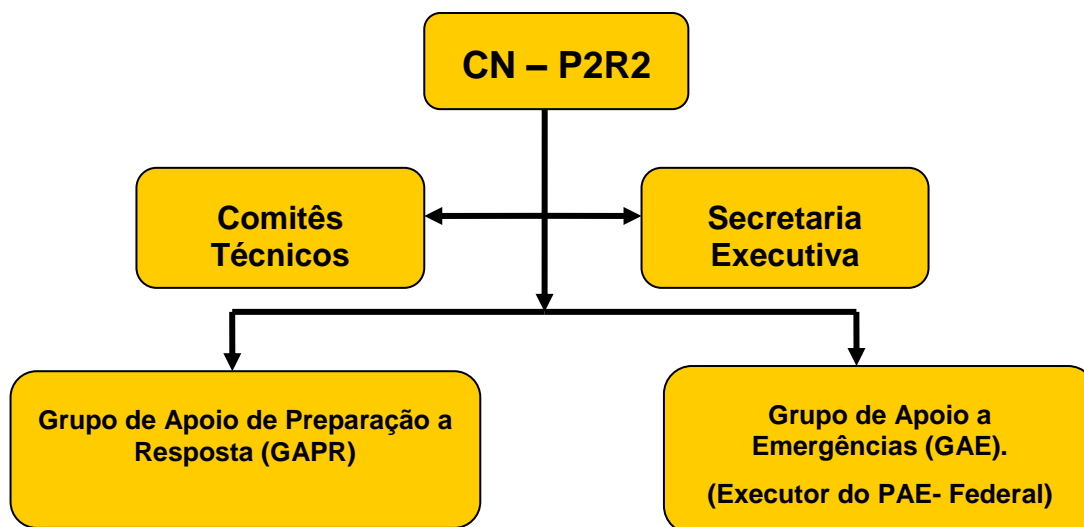 CN – P2R2
Comitês
Técnicos
Secretaria
Executiva
Grupo de Apoio de Preparação a
Resposta (GAPR)
Grupo de Apoio a
Emergências (GAE).
(Executor do PAE- Federal)